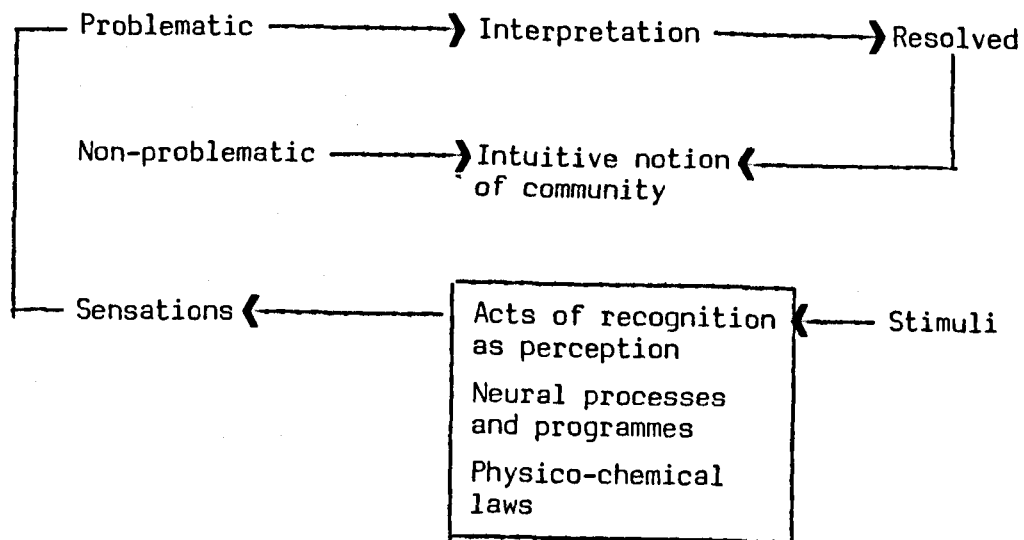 Problematic Interpretation Resolved
Non-problematic Intuitive notion
of community
Sensations Acts of recognition Stimuli
as perception
Neural processes
and programmes
Physico-chemical
laws